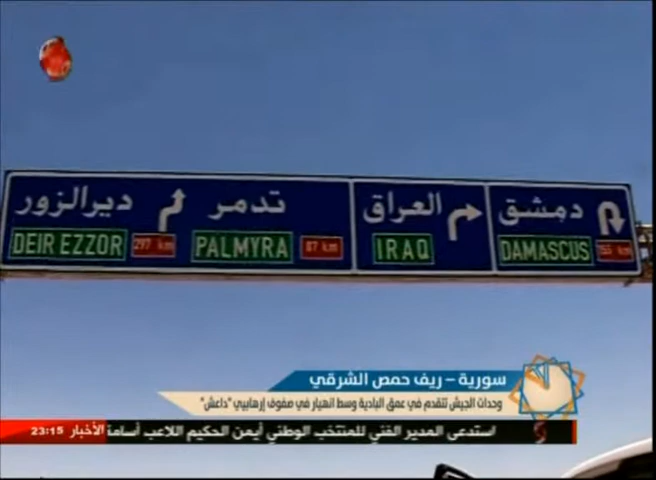 ديرالزور
DEIR EZZOR
297 km
تدمر
PALMYRA
87 km
العراق
IRAQ
دمشق
DAMASCUS
155 km
سورية – ريف حمص الشرقي
وحدات الجيش تتقدم في عمق البادية وسط انهيار في صفوف إرهابيي "داعش"
23:15 الأخبار استدعى المدير الفني للمنتخب الوطني أيمن الحكيم اللاعب أسامة